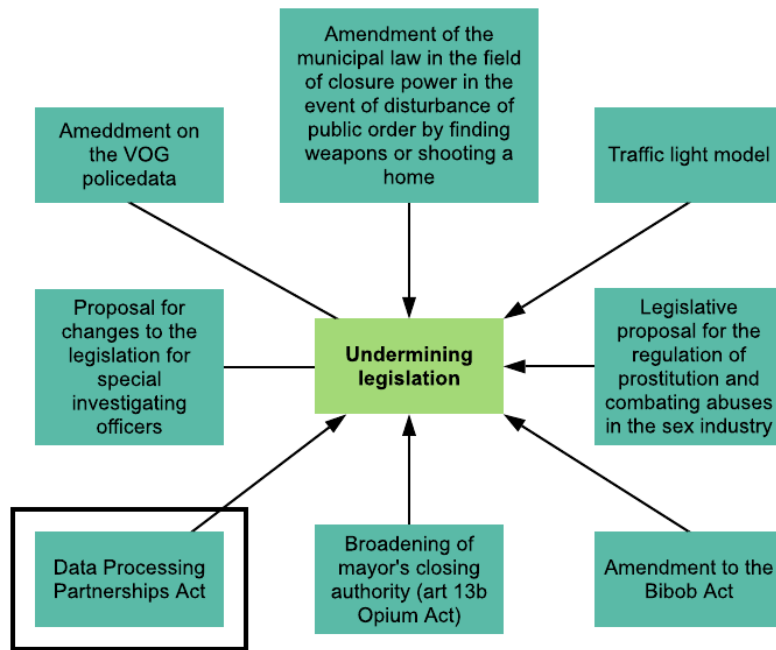 Amendment of the
municipal law in the field
of closure power in the
event of disturbance of
public order by finding
weapons or shooting a
home
Ameddment on
the VOG
policedata
Traffic light model
Proposal for
changes to the
legislation for
special
investigating
officers
Undermining
legislation
Legislative
proposal for the
regulation of
prostitution and
combating abuses
in the sex industry
Data Processing
Partnerships Act
Broadening of
mayor's closing
authority (art 13b
Opium Act)
Amendment to the
Bibob Act